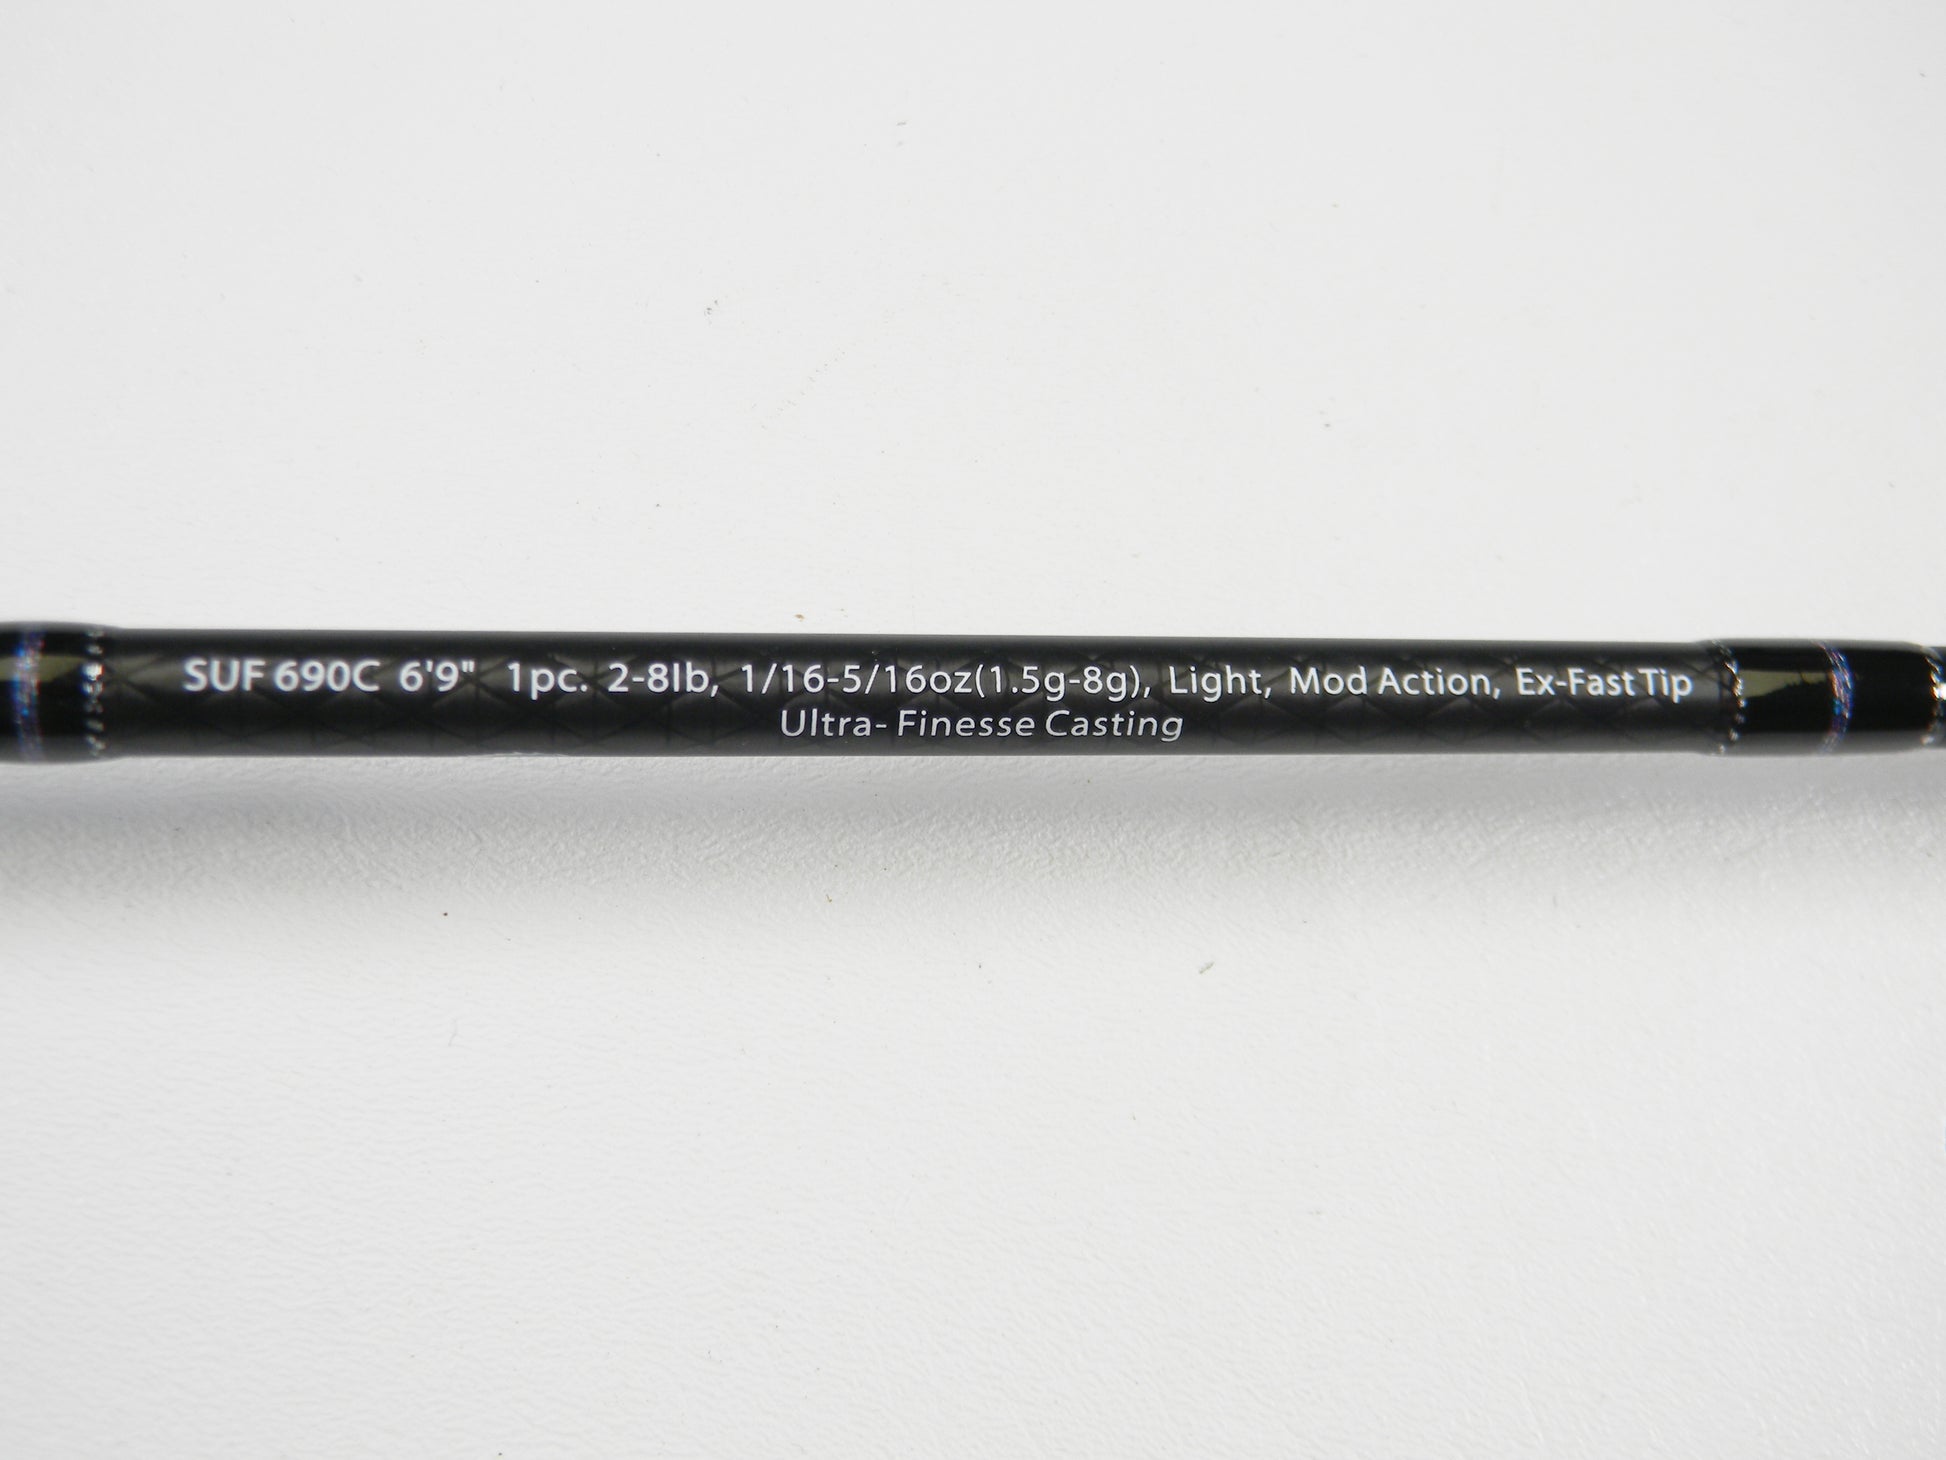 SUF 690C 6'9" 1pc. 2-8lb, 1/16-5/16oz(1.5g-8g), Light, Mod Action, Ex-Fast Tip
Ultra- Finesse Casting